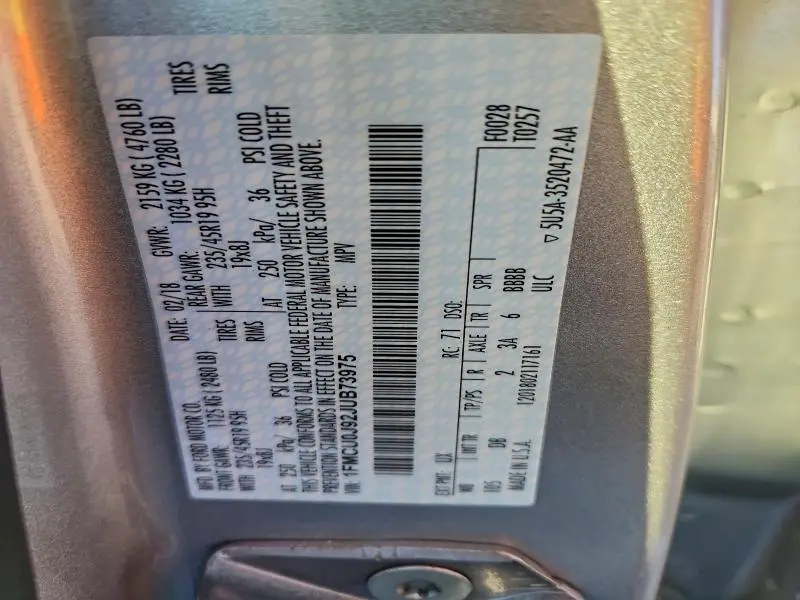 MFD. BY FORD MOTOR CO. DATE: 02/18 GVWR: 2159 KG ( 4760 LB)
FRONT GAWR: 1125 KG ( 2480 LB) REAR GAWR: 1034 KG ( 2280 LB)
WITH 235/45R19 95H TIRES WITH 235/45R19 95H TIRES
19x8J RIMS 19x8J RIMS
AT 250 kPa/ 36 PSI COLD AT 250 kPa/ 36 PSI COLD
THIS VEHICLE CONFORMS TO ALL APPLICABLE FEDERAL MOTOR VEHICLE SAFETY AND THEFT
PREVENTION STANDARDS IN EFFECT ON THE DATE OF MANUFACTURE SHOWN ABOVE.
VIN: 1FMCU0J92JUB73975 TYPE: MPV
EXT PNT: UX RC: 71 DSO: F0028
WB INT TR TP/PS R AXLE TR SPR T0257
105 DB 2 3A 6 BBBB
MADE IN U.S.A. 1201802117161 ULC
▽ 5U5A-3520472-AA